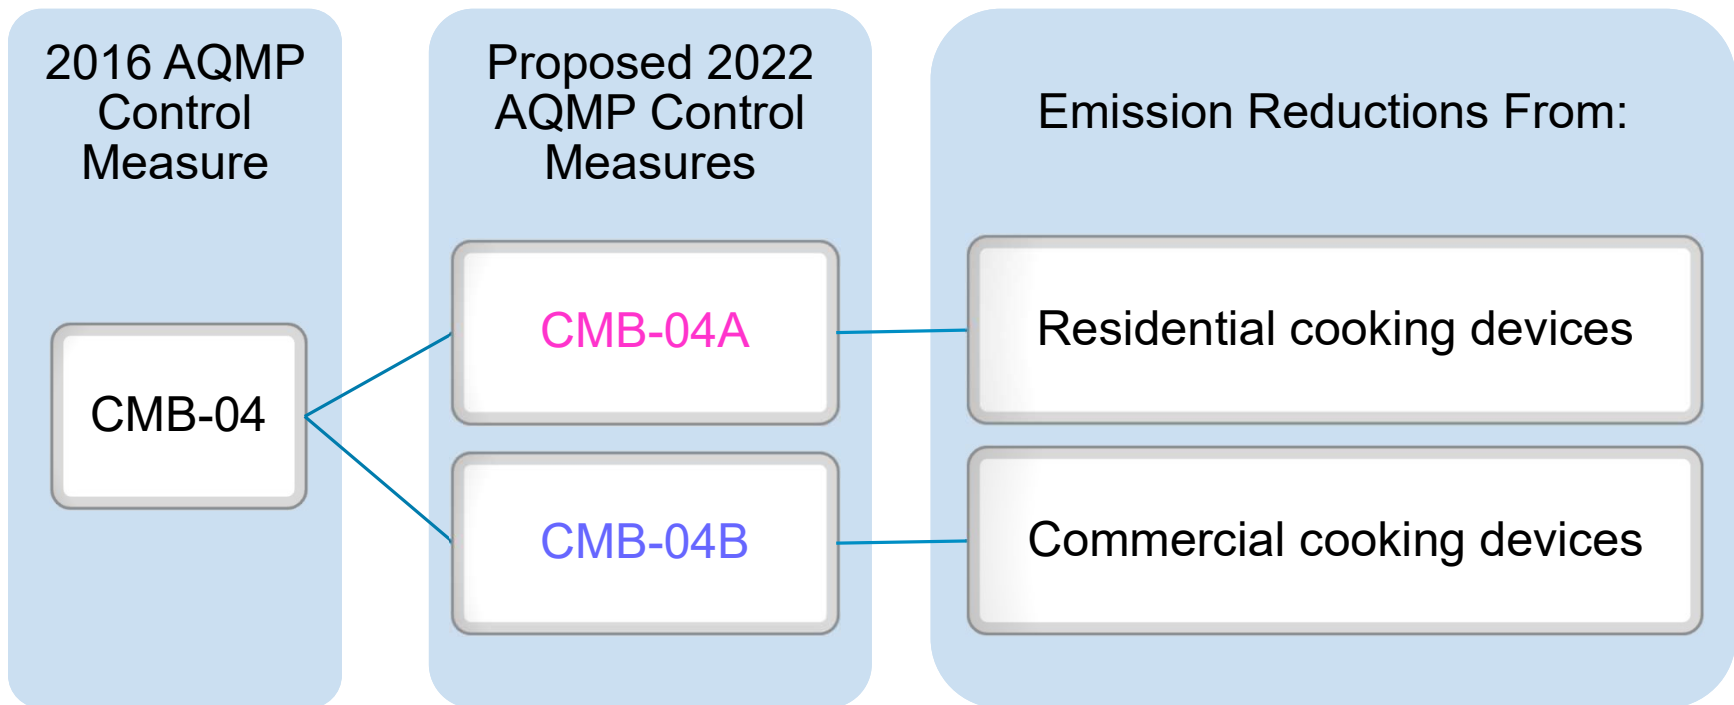 2016 AQMP
Control
Measure
CMB-04
Proposed 2022
AQMP Control
Measures
CMB-04A
CMB-04B
Emission Reductions From:
Residential cooking devices
Commercial cooking devices